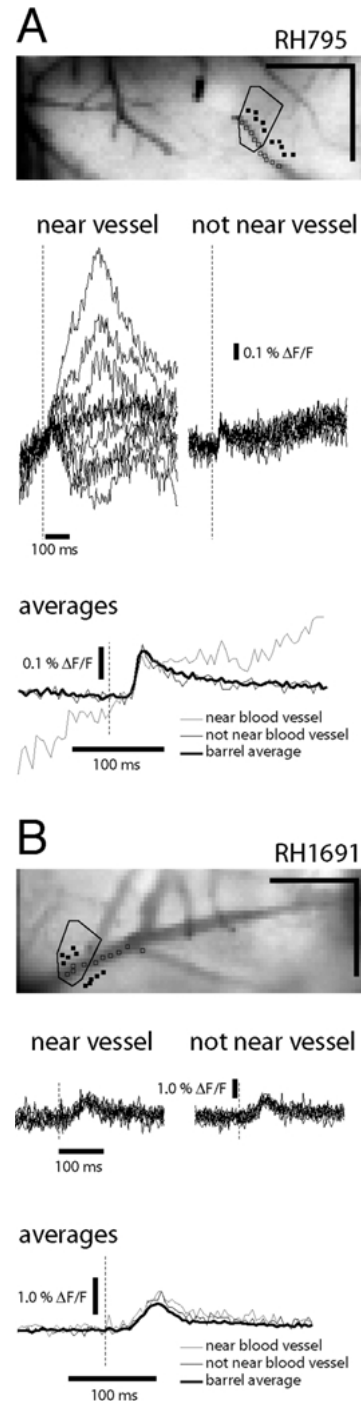 A
RH795
near vessel
not near vessel
0.1 % ΔF/F
100 ms
averages
0.1 % ΔF/F
100 ms
near blood vessel
not near blood vessel
barrel average
B
RH1691
near vessel
not near vessel
1.0 % ΔF/F
100 ms
averages
1.0 % ΔF/F
100 ms
near blood vessel
not near blood vessel
barrel average